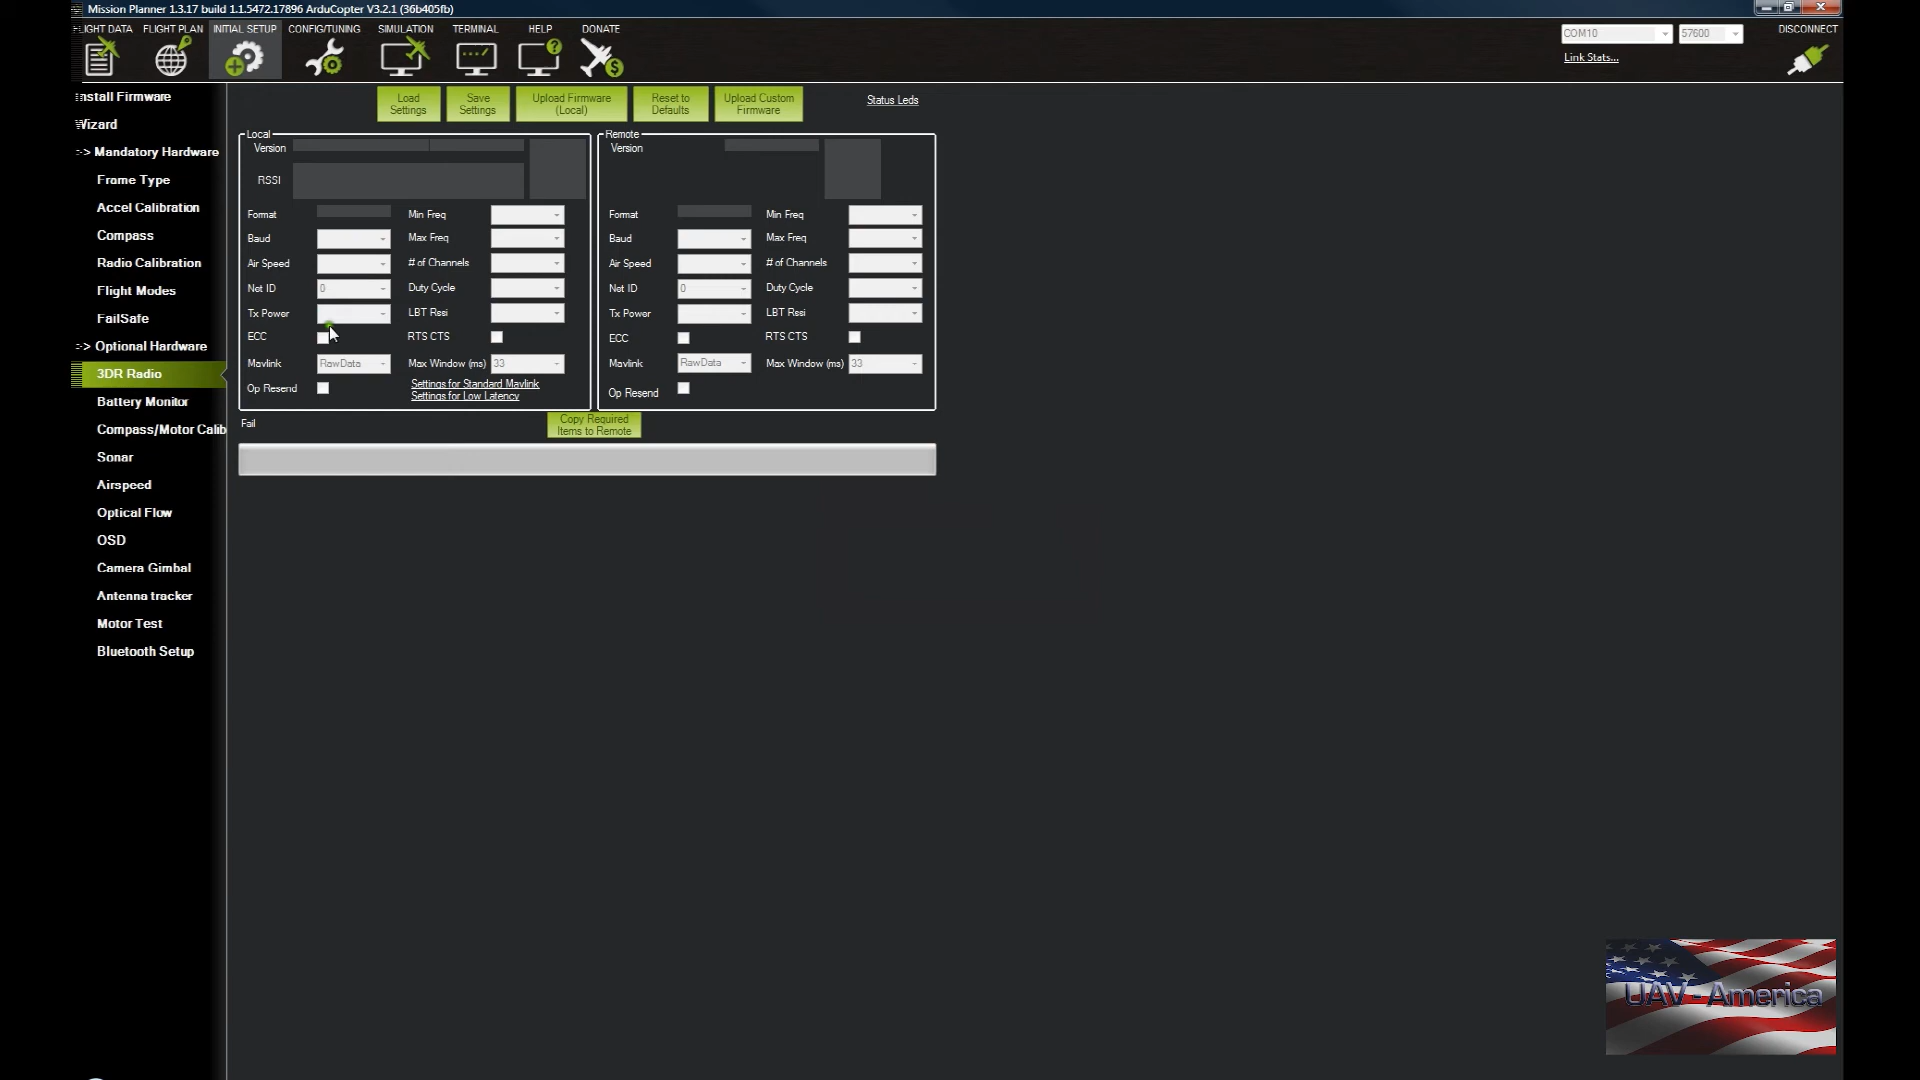 Mission Planner 1.3.17 build 1.1.5472.17896 ArduCopter V3.2.1 (36b405fb)
LIGHT DATA FLIGHT PLAN INITIAL SETUP CONFIG/TUNING SIMULATION TERMINAL HELP DONATE
COM10 57600 DISCONNECT
Link Stats...
nstall Firmware
Wizard
>> Mandatory Hardware
Frame Type
Accel Calibration
Compass
Radio Calibration
Flight Modes
FailSafe
>> Optional Hardware
3DR Radio
Battery Monitor
Compass/Motor Calib
Sonar
Airspeed
Optical Flow
OSD
Camera Gimbal
Antenna tracker
Motor Test
Bluetooth Setup
Load Settings
Save Settings
Upload Firmware (Local)
Reset to Defaults
Upload Custom Firmware
Status Leds
Local
Version
RSSI
Format Min Freq
Baud Max Freq
Air Speed # of Channels
Net ID 0 Duty Cycle
Tx Power LBT Rssi
ECC RTS CTS
Mavlink RawData Max Window (ms) 33
Op Resend Settings for Standard Mavlink
Settings for Low Latency
Remote
Version
Format Min Freq
Baud Max Freq
Air Speed # of Channels
Net ID 0 Duty Cycle
Tx Power LBT Rssi
ECC RTS CTS
Mavlink RawData Max Window (ms) 33
Op Resend
Fail
Copy Required
Items to Remote
UAV - America